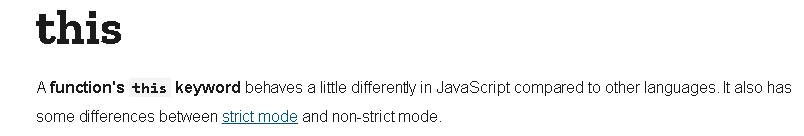 this
A function's this keyword behaves a little differently in JavaScript compared to other languages. It also has
some differences between strict mode and non-strict mode.